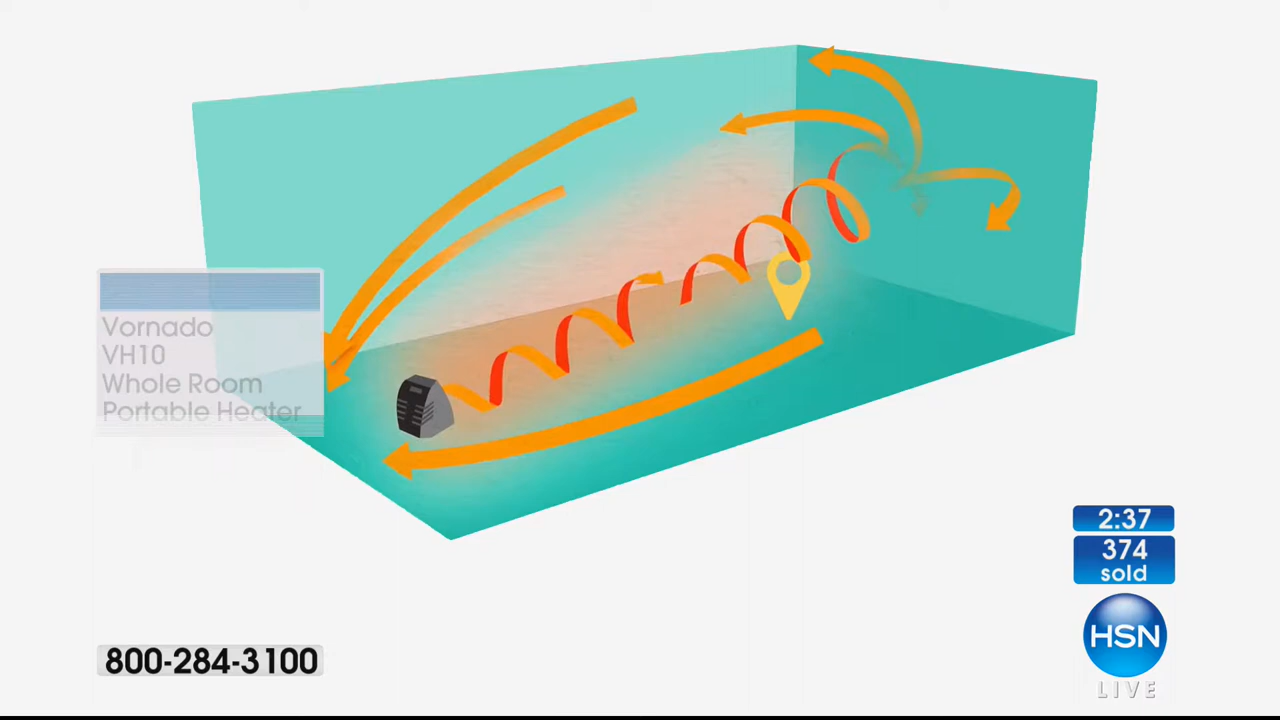 Vornado
VH10
Whole Room
Portable Heater
2:37
374
sold
HSN
LIVE
800-284-3100